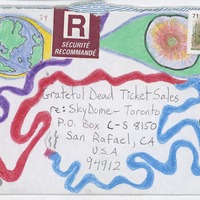 R
SÉCURITÉ
RECOMMANDÉ
Grateful Dead Ticket Sales
re: SkyDome - Toronto
P.O. Box C-S 8150
San Rafael, CA
U.S.A
94912